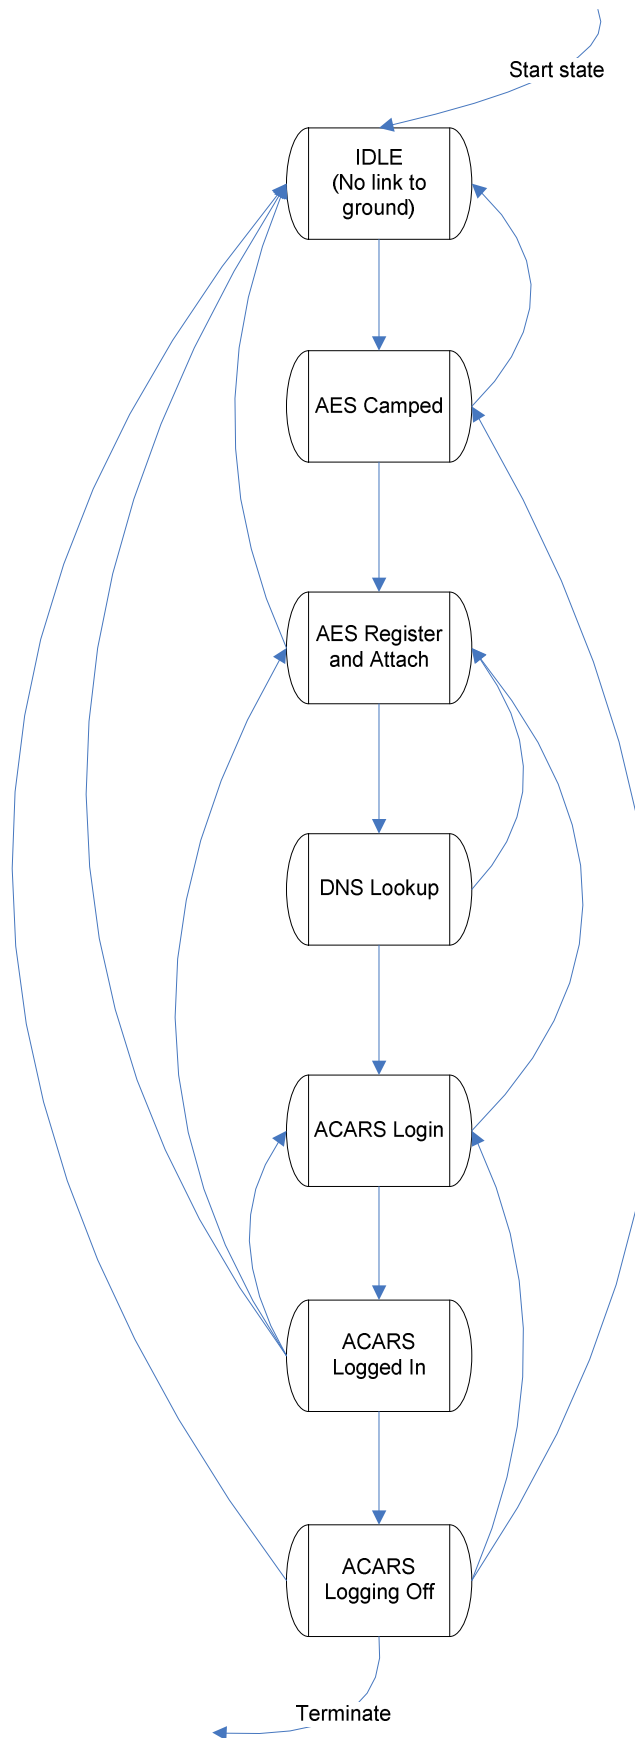 Start state
IDLE
(No link to
ground)
AES Camped
AES Register
and Attach
DNS Lookup
ACARS Login
ACARS
Logged In
ACARS
Logging Off
Terminate